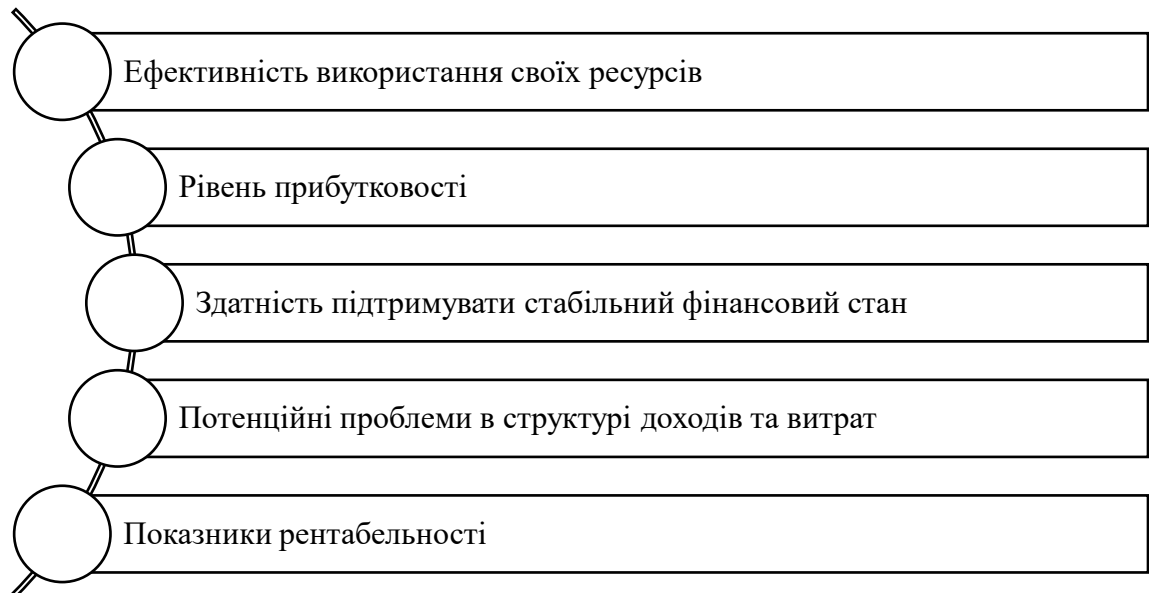 Ефективність використання своїх ресурсів
Рівень прибутковості
Здатність підтримувати стабільний фінансовий стан
Потенційні проблеми в структурі доходів та витрат
Показники рентабельності